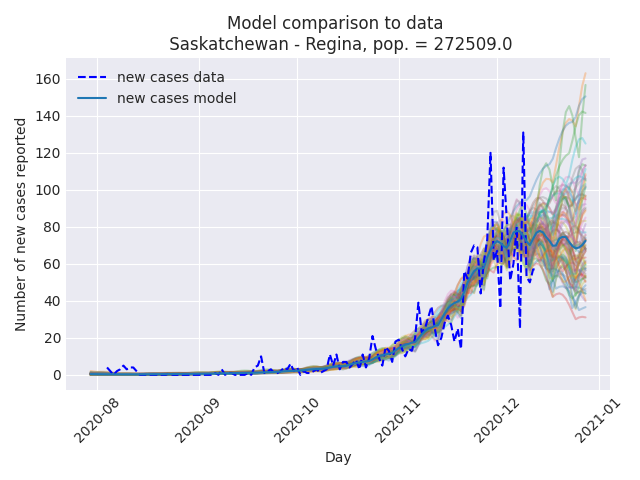 Model comparison to data
Saskatchewan - Regina, pop. = 272509.0
new cases data
new cases model
Number of new cases reported
160
140
120
100
80
60
40
20
0
2020-08
2020-09
2020-10
2020-11
2020-12
2021-01
Day